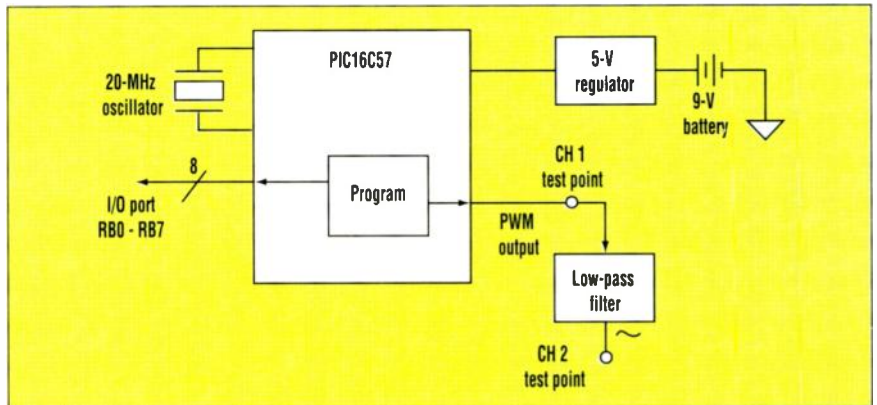 PIC16C57
20-MHz
oscillator
5-V
regulator
9-V
battery
8
I/O port
RB0 - RB7
Program
CH 1
test point
PWM
output
Low-pass
filter
CH 2
test point